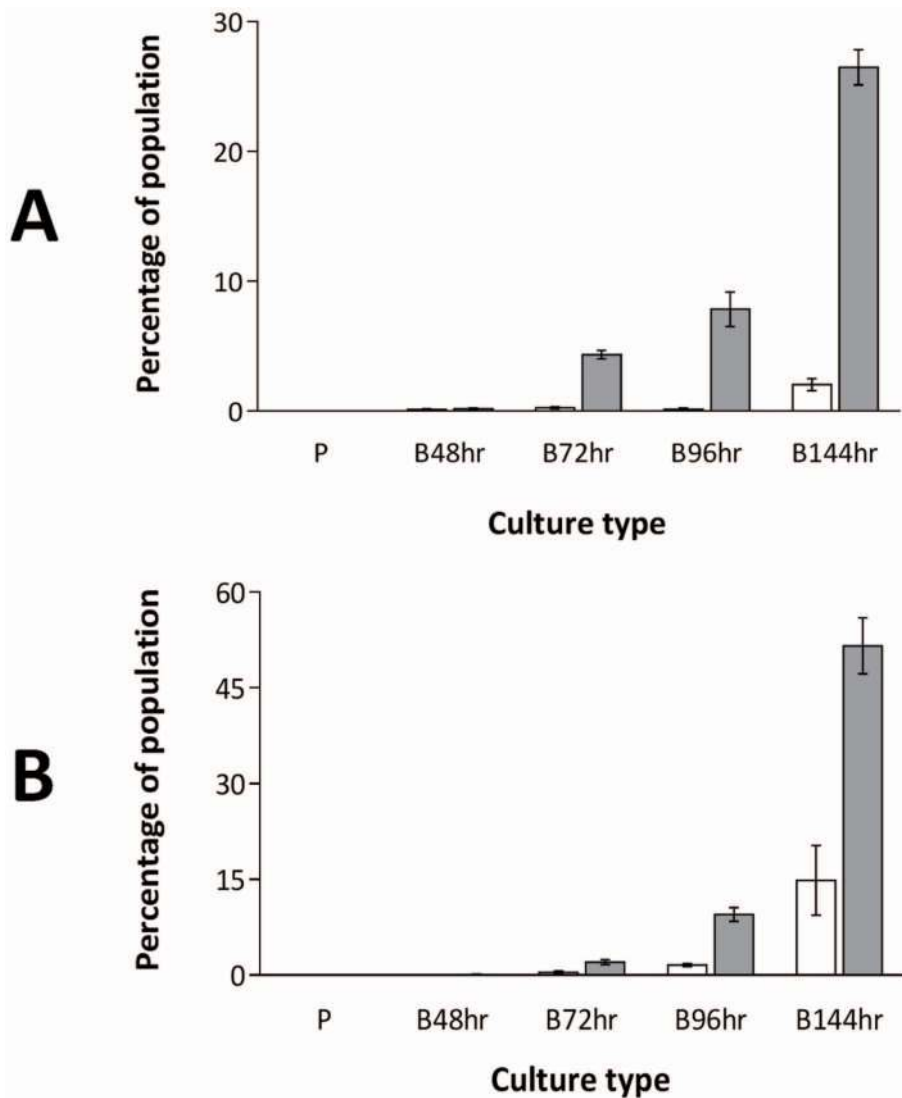 A
Percentage of population
30
20
10
0
P B48hr B72hr B96hr B144hr
Culture type
B
Percentage of population
60
45
30
15
0
P B48hr B72hr B96hr B144hr
Culture type